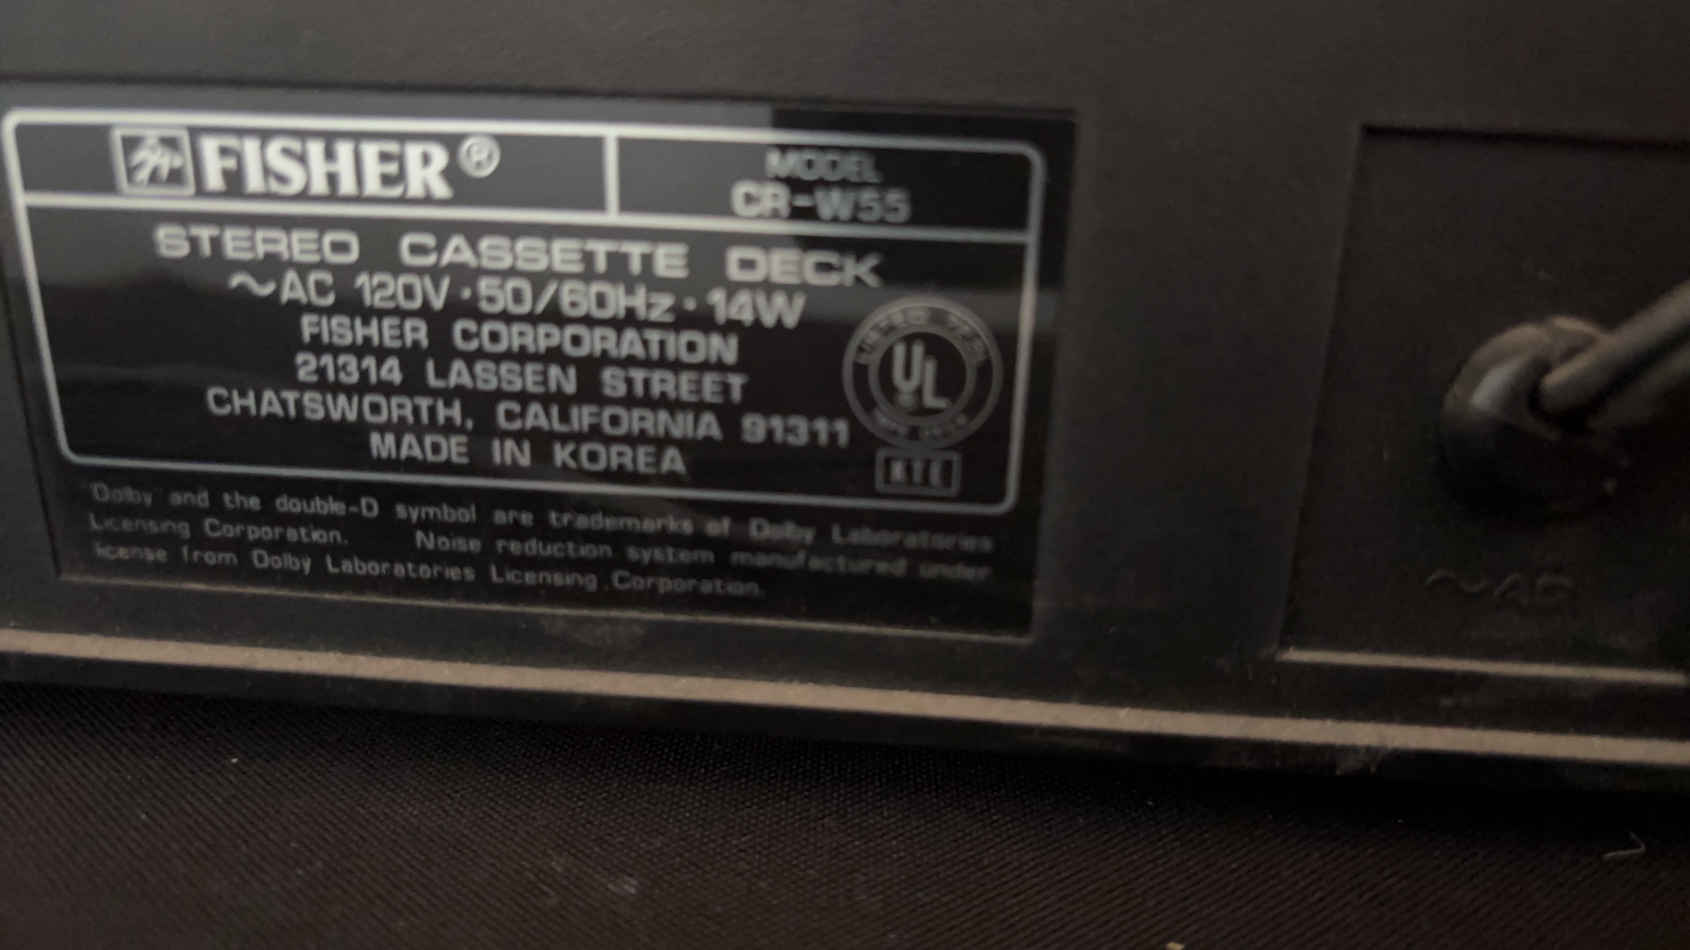 FISHER®
MODEL
CR-W55
STEREO CASSETTE DECK
~AC 120V·50/60Hz·14W
FISHER CORPORATION
21314 LASSEN STREET
CHATSWORTH, CALIFORNIA 91311
MADE IN KOREA
UL
'Dolby' and the double-D symbol are trademarks of Dolby Laboratories
Licensing Corporation. Noise reduction system manufactured under
license from Dolby Laboratories Licensing Corporation.
~AC